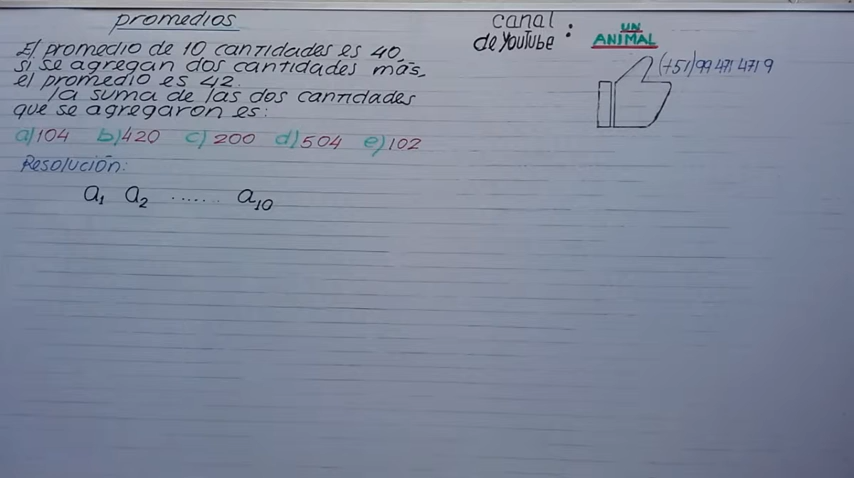 promedios
El promedio de 10 cantidades es 40,
si se agregan dos cantidades más,
el promedio es 42.
la suma de las dos cantidades
que se agregaron es:
a) 104 b) 420 c) 200 d) 504 e) 102
Resolución:
a1 a2 ...... a10
canal
de YouTube :
UN
ANIMAL
(+51) 99 471 471 9